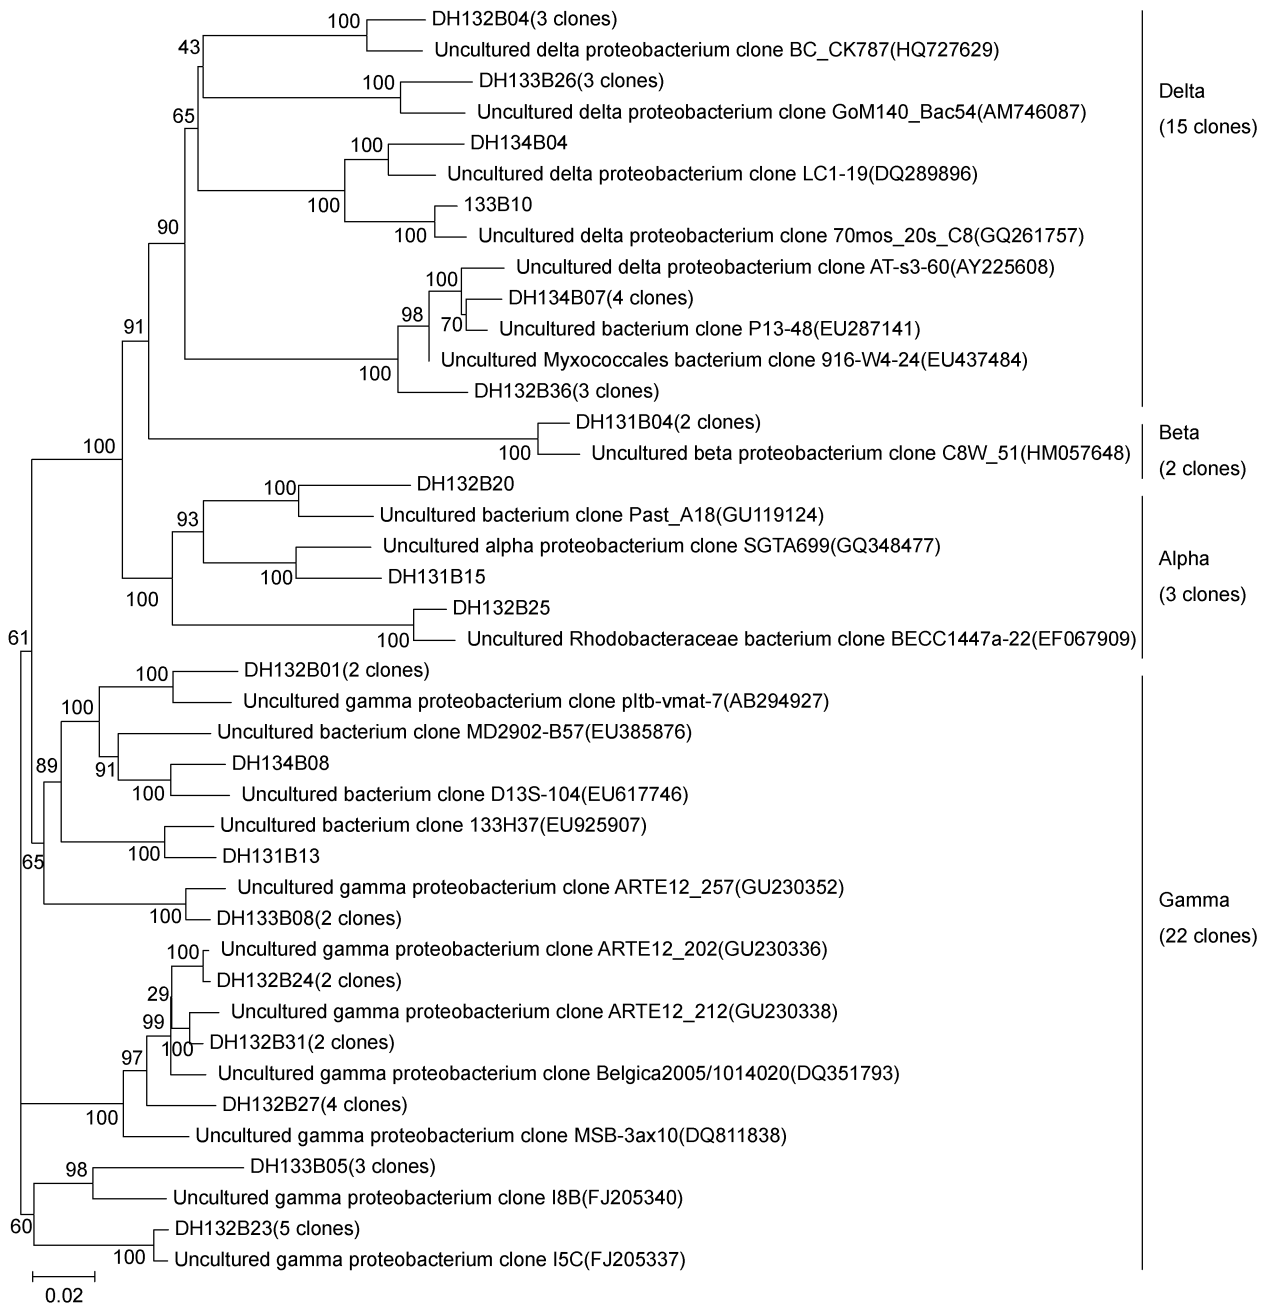 100
DH132B04(3 clones)
43
Uncultured delta proteobacterium clone BC_CK787(HQ727629)
100
DH133B26(3 clones)
Delta
65
Uncultured delta proteobacterium clone GoM140_Bac54(AM746087)
(15 clones)
100
DH134B04
Uncultured delta proteobacterium clone LC1-19(DQ289896)
100
133B10
90
100
Uncultured delta proteobacterium clone 70mos_20s_C8(GQ261757)
Uncultured delta proteobacterium clone AT-s3-60(AY225608)
100
DH134B07(4 clones)
91
98
70
Uncultured bacterium clone P13-48(EU287141)
Uncultured Myxococcales bacterium clone 916-W4-24(EU437484)
100
DH132B36(3 clones)
DH131B04(2 clones)
Beta
100
100
Uncultured beta proteobacterium clone C8W_51(HM057648)
(2 clones)
100
DH132B20
93
Uncultured bacterium clone Past_A18(GU119124)
Uncultured alpha proteobacterium clone SGTA699(GQ348477)
Alpha
100
DH131B15
100
DH132B25
(3 clones)
61
100
Uncultured Rhodobacteraceae bacterium clone BECC1447a-22(EF067909)
100
DH132B01(2 clones)
100
Uncultured gamma proteobacterium clone pltb-vmat-7(AB294927)
Uncultured bacterium clone MD2902-B57(EU385876)
89
91
DH134B08
100
Uncultured bacterium clone D13S-104(EU617746)
Uncultured bacterium clone 133H37(EU925907)
65
100
DH131B13
Uncultured gamma proteobacterium clone ARTE12_257(GU230352)
Gamma
100
DH133B08(2 clones)
(22 clones)
100
Uncultured gamma proteobacterium clone ARTE12_202(GU230336)
DH132B24(2 clones)
29
Uncultured gamma proteobacterium clone ARTE12_212(GU230338)
99
100
DH132B31(2 clones)
97
Uncultured gamma proteobacterium clone Belgica2005/1014020(DQ351793)
100
DH132B27(4 clones)
Uncultured gamma proteobacterium clone MSB-3ax10(DQ811838)
98
DH133B05(3 clones)
Uncultured gamma proteobacterium clone I8B(FJ205340)
60
DH132B23(5 clones)
100
Uncultured gamma proteobacterium clone I5C(FJ205337)
0.02